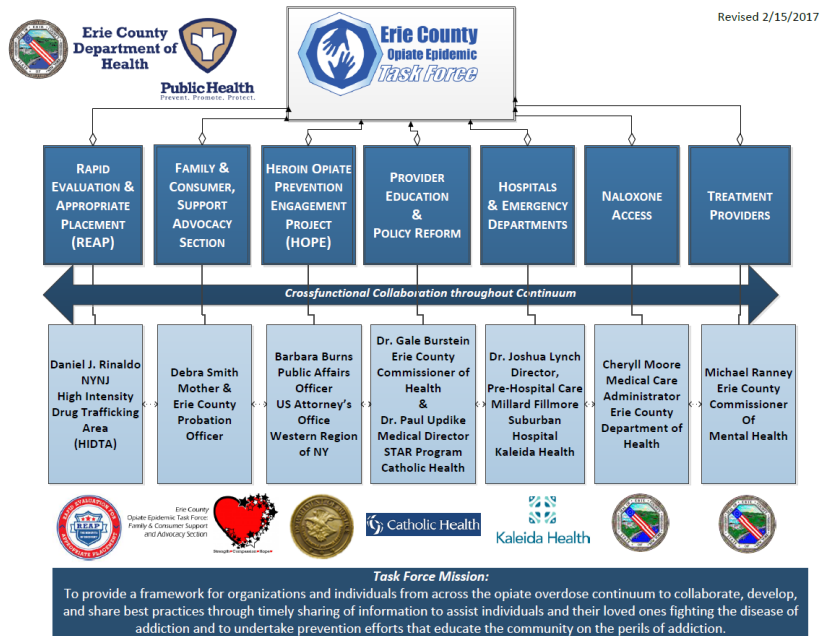 Revised 2/15/2017
Erie County
Department of
Health
Public Health
Prevent. Promote. Protect.
Erie County
Opiate Epidemic
Task Force
RAPID
EVALUATION &
APPROPRIATE
PLACEMENT
(REAP)
FAMILY &
CONSUMER,
SUPPORT
ADVOCACY
SECTION
HEROIN OPIATE
PREVENTION
ENGAGEMENT
PROJECT
(HOPE)
PROVIDER
EDUCATION
&
POLICY REFORM
HOSPITALS
& EMERGENCY
DEPARTMENTS
NALOXONE
ACCESS
TREATMENT
PROVIDERS
Crossfunctional Collaboration throughout Continuum
Daniel J. Rinaldo
NYNJ
High Intensity
Drug Trafficking
Area
(HIDTA)
Debra Smith
Mother &
Erie County
Probation
Officer
Barbara Burns
Public Affairs
Officer
US Attorney's
Office
Western Region
of NY
Dr. Gale Burstein
Erie County
Commissioner of
Health
&
Dr. Paul Updike
Medical Director
STAR Program
Catholic Health
Dr. Joshua Lynch
Director,
Pre-Hospital Care
Millard Fillmore
Suburban
Hospital
Kaleida Health
Cheryll Moore
Medical Care
Administrator
Erie County
Department of
Health
Michael Ranney
Erie County
Commissioner
Of
Mental Health
RAPID EVALUATION FOR
REAP
APPROPRIATE PLACEMENT
Erie County
Opiate Epidemic Task Force:
Family & Consumer Support
and Advocacy Section
Strength•Compassion•Hope
Catholic Health
Kaleida Health
Task Force Mission:
To provide a framework for organizations and individuals from across the opiate overdose continuum to collaborate, develop,
and share best practices through timely sharing of information to assist individuals and their loved ones fighting the disease of
addiction and to undertake prevention efforts that educate the community on the perils of addiction.